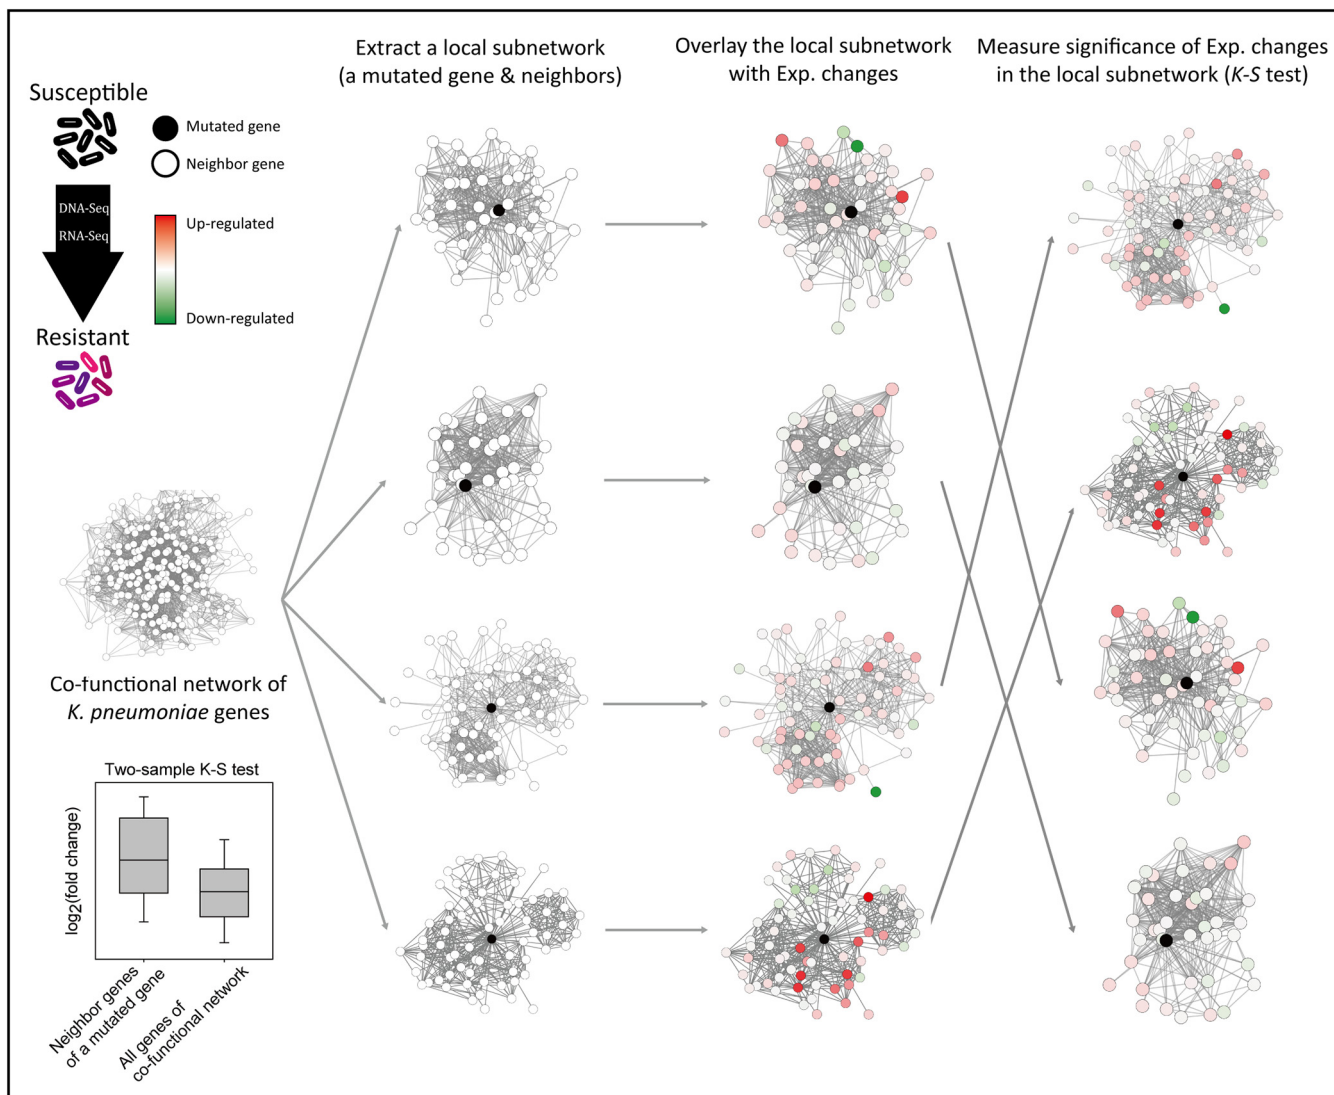 Extract a local subnetwork
(a mutated gene & neighbors)
Overlay the local subnetwork
with Exp. changes
Measure significance of Exp. changes
in the local subnetwork (K-S test)
Susceptible
Mutated gene
Neighbor gene
DNA-Seq
RNA-Seq
Up-regulated
Down-regulated
Resistant
Co-functional network of
K. pneumoniae genes
Two-sample K-S test
log2(fold change)
Neighbor genes
of a mutated gene
All genes of
co-functional network